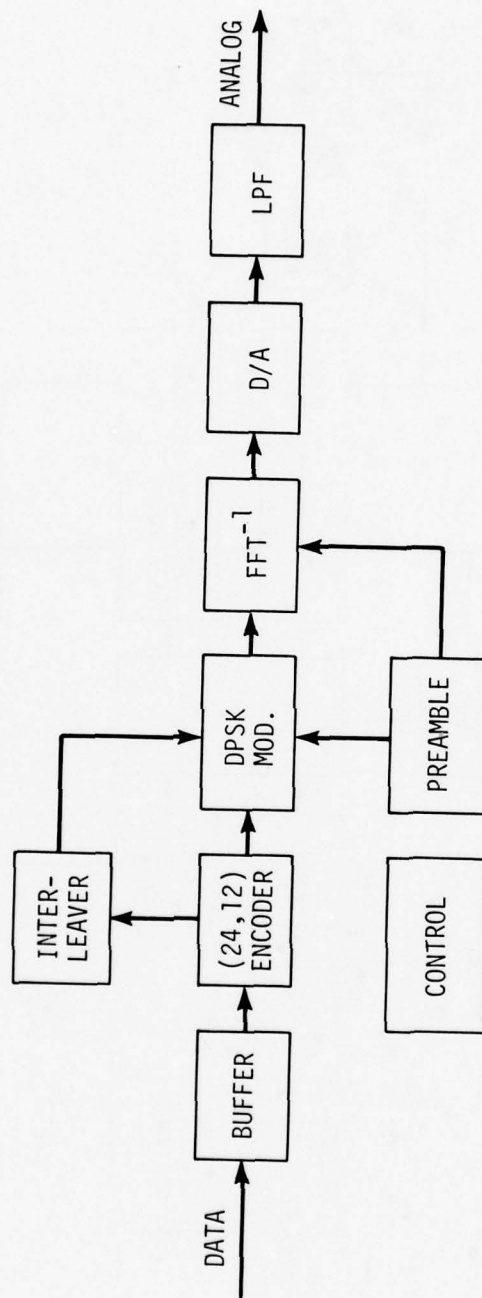 DATA
BUFFER
(24,12)
ENCODER
INTER-
LEAVER
DPSK
MOD.
FFT⁻¹
D/A
LPF
ANALOG
CONTROL
PREAMBLE